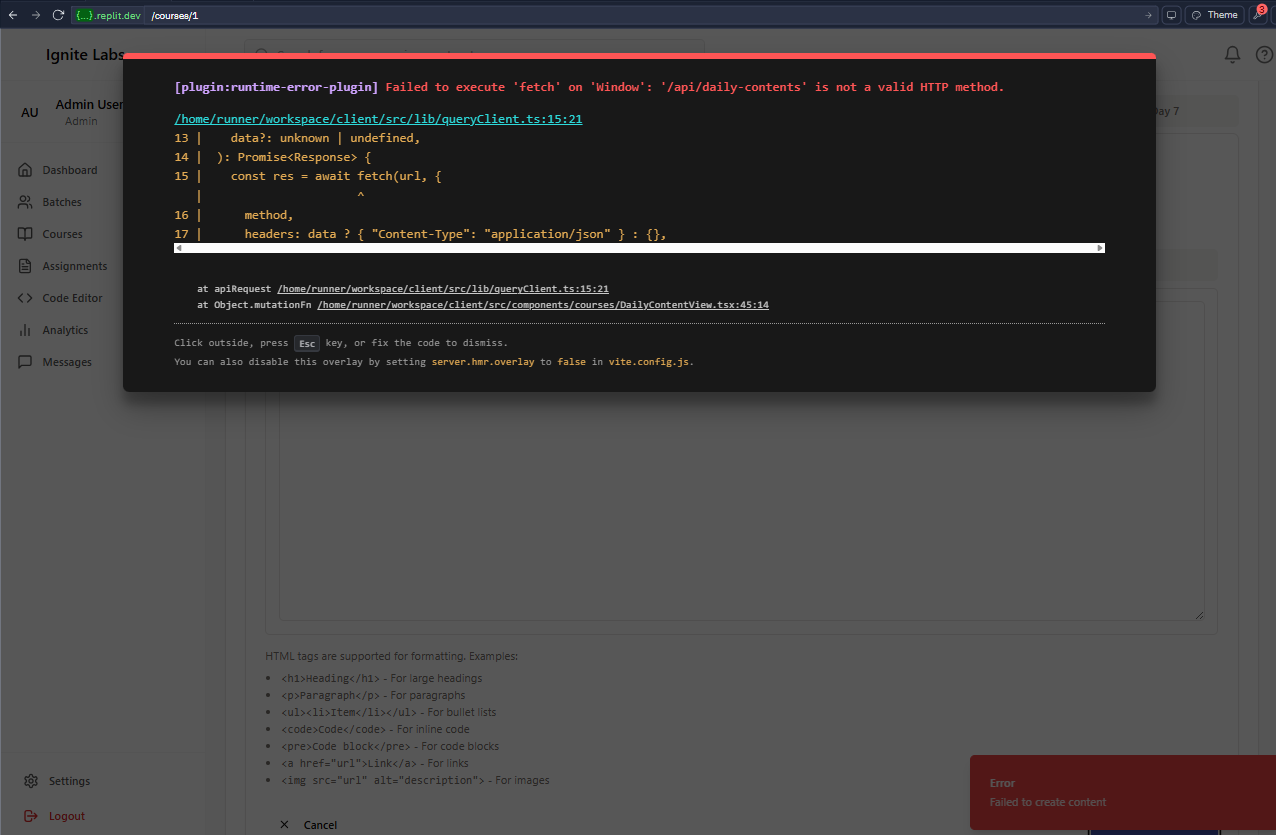 {...}.replit.dev /courses/1
Theme
3
Ignite Labs
AU
Admin User
Admin
ay 7
Dashboard
Batches
Courses
Assignments
Code Editor
Analytics
Messages
[plugin:runtime-error-plugin] Failed to execute 'fetch' on 'Window': '/api/daily-contents' is not a valid HTTP method.
/home/runner/workspace/client/src/lib/queryClient.ts:15:21
13 | data?: unknown | undefined,
14 | ): Promise<Response> {
15 | const res = await fetch(url, {
| ^
16 | method,
17 | headers: data ? { "Content-Type": "application/json" } : {},
at apiRequest /home/runner/workspace/client/src/lib/queryClient.ts:15:21
at Object.mutationFn /home/runner/workspace/client/src/components/courses/DailyContentView.tsx:45:14
Click outside, press Esc key, or fix the code to dismiss.
You can also disable this overlay by setting server.hmr.overlay to false in vite.config.js.
HTML tags are supported for formatting. Examples:
• <h1>Heading</h1> - For large headings
• <p>Paragraph</p> - For paragraphs
• <ul><li>Item</li></ul> - For bullet lists
• <code>Code</code> - For inline code
• <pre>Code block</pre> - For code blocks
• <a href="url">Link</a> - For links
• <img src="url" alt="description"> - For images
Settings
Logout
Cancel
Error
Failed to create content